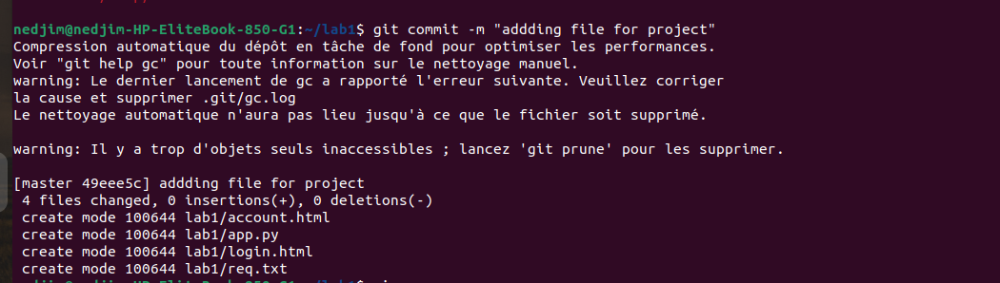 nedjim@nedjim-HP-EliteBook-850-G1:~/lab1$ git commit -m "addding file for project"
Compression automatique du dépôt en tâche de fond pour optimiser les performances.
Voir "git help gc" pour toute information sur le nettoyage manuel.
warning: Le dernier lancement de gc a rapporté l'erreur suivante. Veuillez corriger
la cause et supprimer .git/gc.log
Le nettoyage automatique n'aura pas lieu jusqu'à ce que le fichier soit supprimé.
warning: Il y a trop d'objets seuls inaccessibles ; lancez 'git prune' pour les supprimer.
[master 49eee5c] addding file for project
4 files changed, 0 insertions(+), 0 deletions(-)
create mode 100644 lab1/account.html
create mode 100644 lab1/app.py
create mode 100644 lab1/login.html
create mode 100644 lab1/req.txt